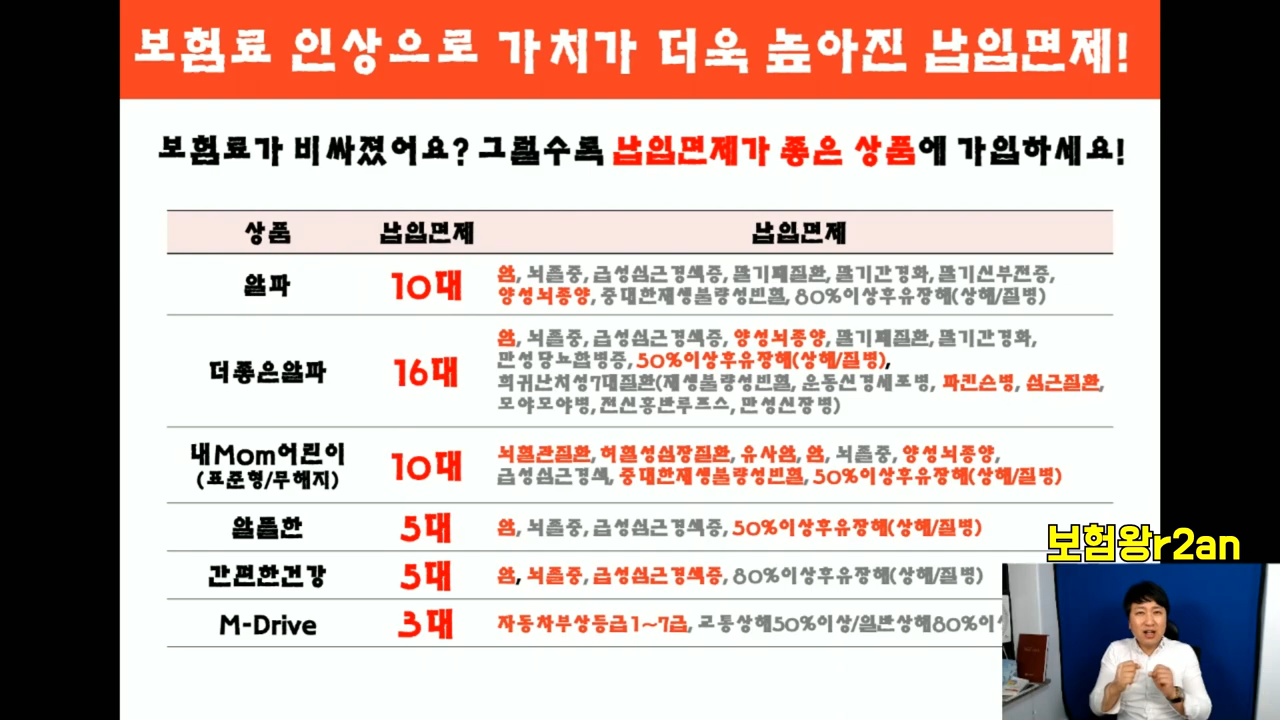 보험료 인상으로 가치가 더욱 높아진 납입면제!
보험료가 비싸졌어요? 그럴수록 납입면제가 좋은 상품에 가입하세요!
상품 납입면제 납입면제
알파 10대 암, 뇌졸중, 급성심근경색증, 말기폐질환, 말기간경화, 말기신부전증,
양성뇌종양, 중대한재생불량성빈혈, 80%이상후유장해(상해/질병)
더좋은알파 16대 암, 뇌졸중, 급성심근경색증, 양성뇌종양, 말기폐질환, 말기간경화,
만성당뇨합병증, 50%이상후유장해(상해/질병),
희귀난치성7대질환(재생불량성빈혈, 운동신경세포병, 파킨슨병, 심근질환,
모야모야병, 전신홍반루프스, 만성신장병)
내Mom어린이
(표준형/무해지) 10대 뇌혈관질환, 허혈성심장질환, 유사암, 암, 뇌졸중, 양성뇌종양,
급성심근경색, 중대한재생불량성빈혈, 50%이상후유장해(상해/질병)
알뜰한 5대 암, 뇌졸중, 급성심근경색증, 50%이상후유장해(상해/질병)
간편한건강 5대 암, 뇌졸중, 급성심근경색증, 80%이상후유장해(상해/질병)
M-Drive 3대 자동차부상등급1~7급, 교통상해50%이상/일반상해80%이상
보험왕r2an